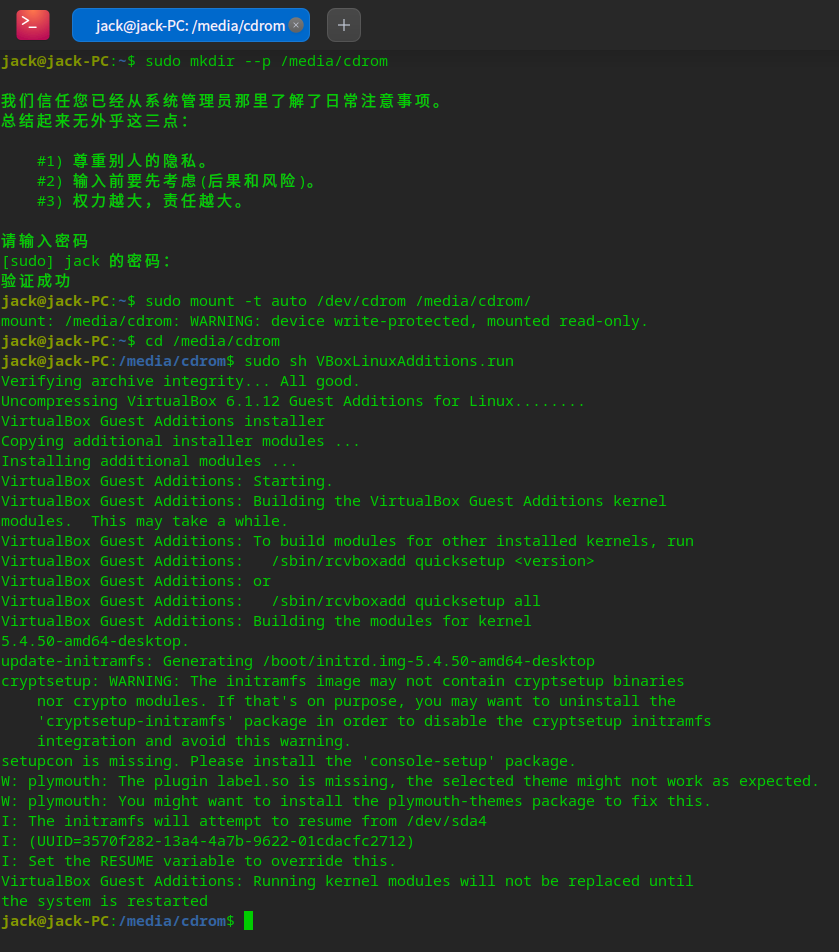 jack@jack-PC: /media/cdrom
jack@jack-PC:~$ sudo mkdir --p /media/cdrom
我们信任您已经从系统管理员那里了解了日常注意事项。
总结起来无外乎这三点：
#1) 尊重别人的隐私。
#2) 输入前要先考虑(后果和风险)。
#3) 权力越大，责任越大。
请输入密码
[sudo] jack 的密码：
验证成功
jack@jack-PC:~$ sudo mount -t auto /dev/cdrom /media/cdrom/
mount: /media/cdrom: WARNING: device write-protected, mounted read-only.
jack@jack-PC:~$ cd /media/cdrom
jack@jack-PC:/media/cdrom$ sudo sh VBoxLinuxAdditions.run
Verifying archive integrity... All good.
Uncompressing VirtualBox 6.1.12 Guest Additions for Linux........
VirtualBox Guest Additions installer
Copying additional installer modules ...
Installing additional modules ...
VirtualBox Guest Additions: Starting.
VirtualBox Guest Additions: Building the VirtualBox Guest Additions kernel
modules.  This may take a while.
VirtualBox Guest Additions: To build modules for other installed kernels, run
VirtualBox Guest Additions:   /sbin/rcvboxadd quicksetup <version>
VirtualBox Guest Additions: or
VirtualBox Guest Additions:   /sbin/rcvboxadd quicksetup all
VirtualBox Guest Additions: Building the modules for kernel
5.4.50-amd64-desktop.
update-initramfs: Generating /boot/initrd.img-5.4.50-amd64-desktop
cryptsetup: WARNING: The initramfs image may not contain cryptsetup binaries
nor crypto modules. If that's on purpose, you may want to uninstall the
'cryptsetup-initramfs' package in order to disable the cryptsetup initramfs
integration and avoid this warning.
setupcon is missing. Please install the 'console-setup' package.
W: plymouth: The plugin label.so is missing, the selected theme might not work as expected.
W: plymouth: You might want to install the plymouth-themes package to fix this.
I: The initramfs will attempt to resume from /dev/sda4
I: (UUID=3570f282-13a4-4a7b-9622-01cdacfc2712)
I: Set the RESUME variable to override this.
VirtualBox Guest Additions: Running kernel modules will not be replaced until
the system is restarted
jack@jack-PC:/media/cdrom$